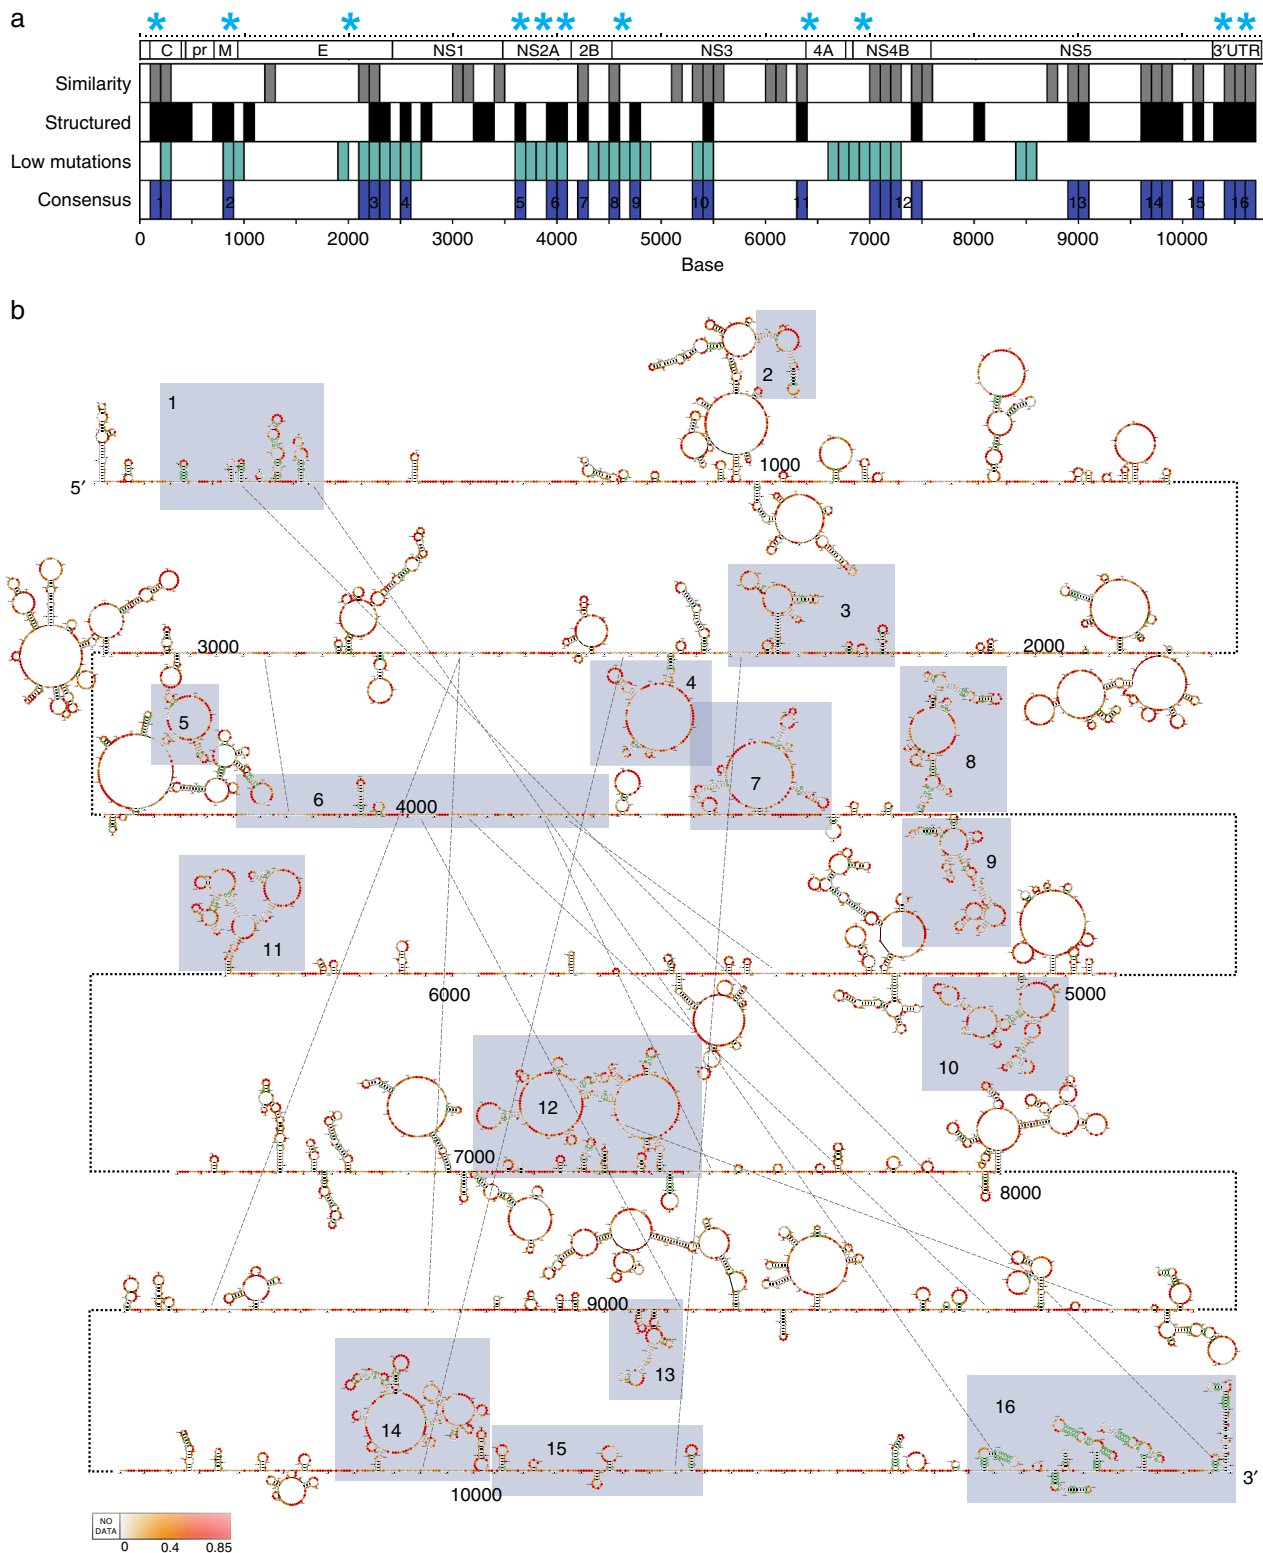 a
* * * * * * * * * * *
C pr M E NS1 NS2A 2B NS3 4A NS4B NS5 3′UTR
Similarity
Structured
Low mutations
Consensus 1 2 3 4 5 6 7 8 9 10 11 12 13 14 15 16
0 1000 2000 3000 4000 5000 6000 7000 8000 9000 10000
Base
b
2
1
1000
5′
3
3000 2000
4
5
8
7
6 4000
9
11
6000 5000
10
12
7000
8000
9000
13
16
14
15
3′
10000
NO DATA
0 0.4 0.85